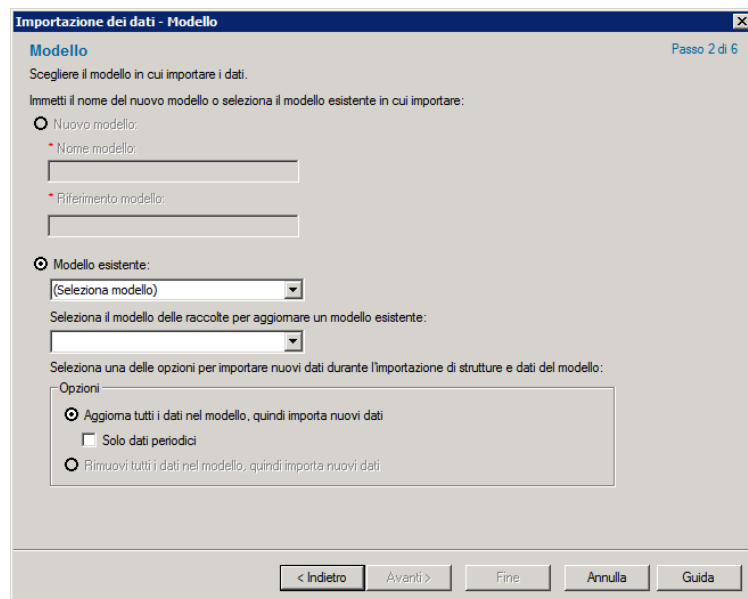 Importazione dei dati - Modello
Modello
Passo 2 di 6
Scegliere il modello in cui importare i dati.
Immetti il nome del nuovo modello o seleziona il modello esistente in cui importare:
Nuovo modello:
* Nome modello:
* Riferimento modello:
Modello esistente:
(Seleziona modello)
Seleziona il modello delle raccolte per aggiornare un modello esistente:
Seleziona una delle opzioni per importare nuovi dati durante l'importazione di strutture e dati del modello:
Opzioni
Aggiorna tutti i dati nel modello, quindi importa nuovi dati
Solo dati periodici
Rimuovi tutti i dati nel modello, quindi importa nuovi dati
< Indietro
Avanti >
Fine
Annulla
Guida